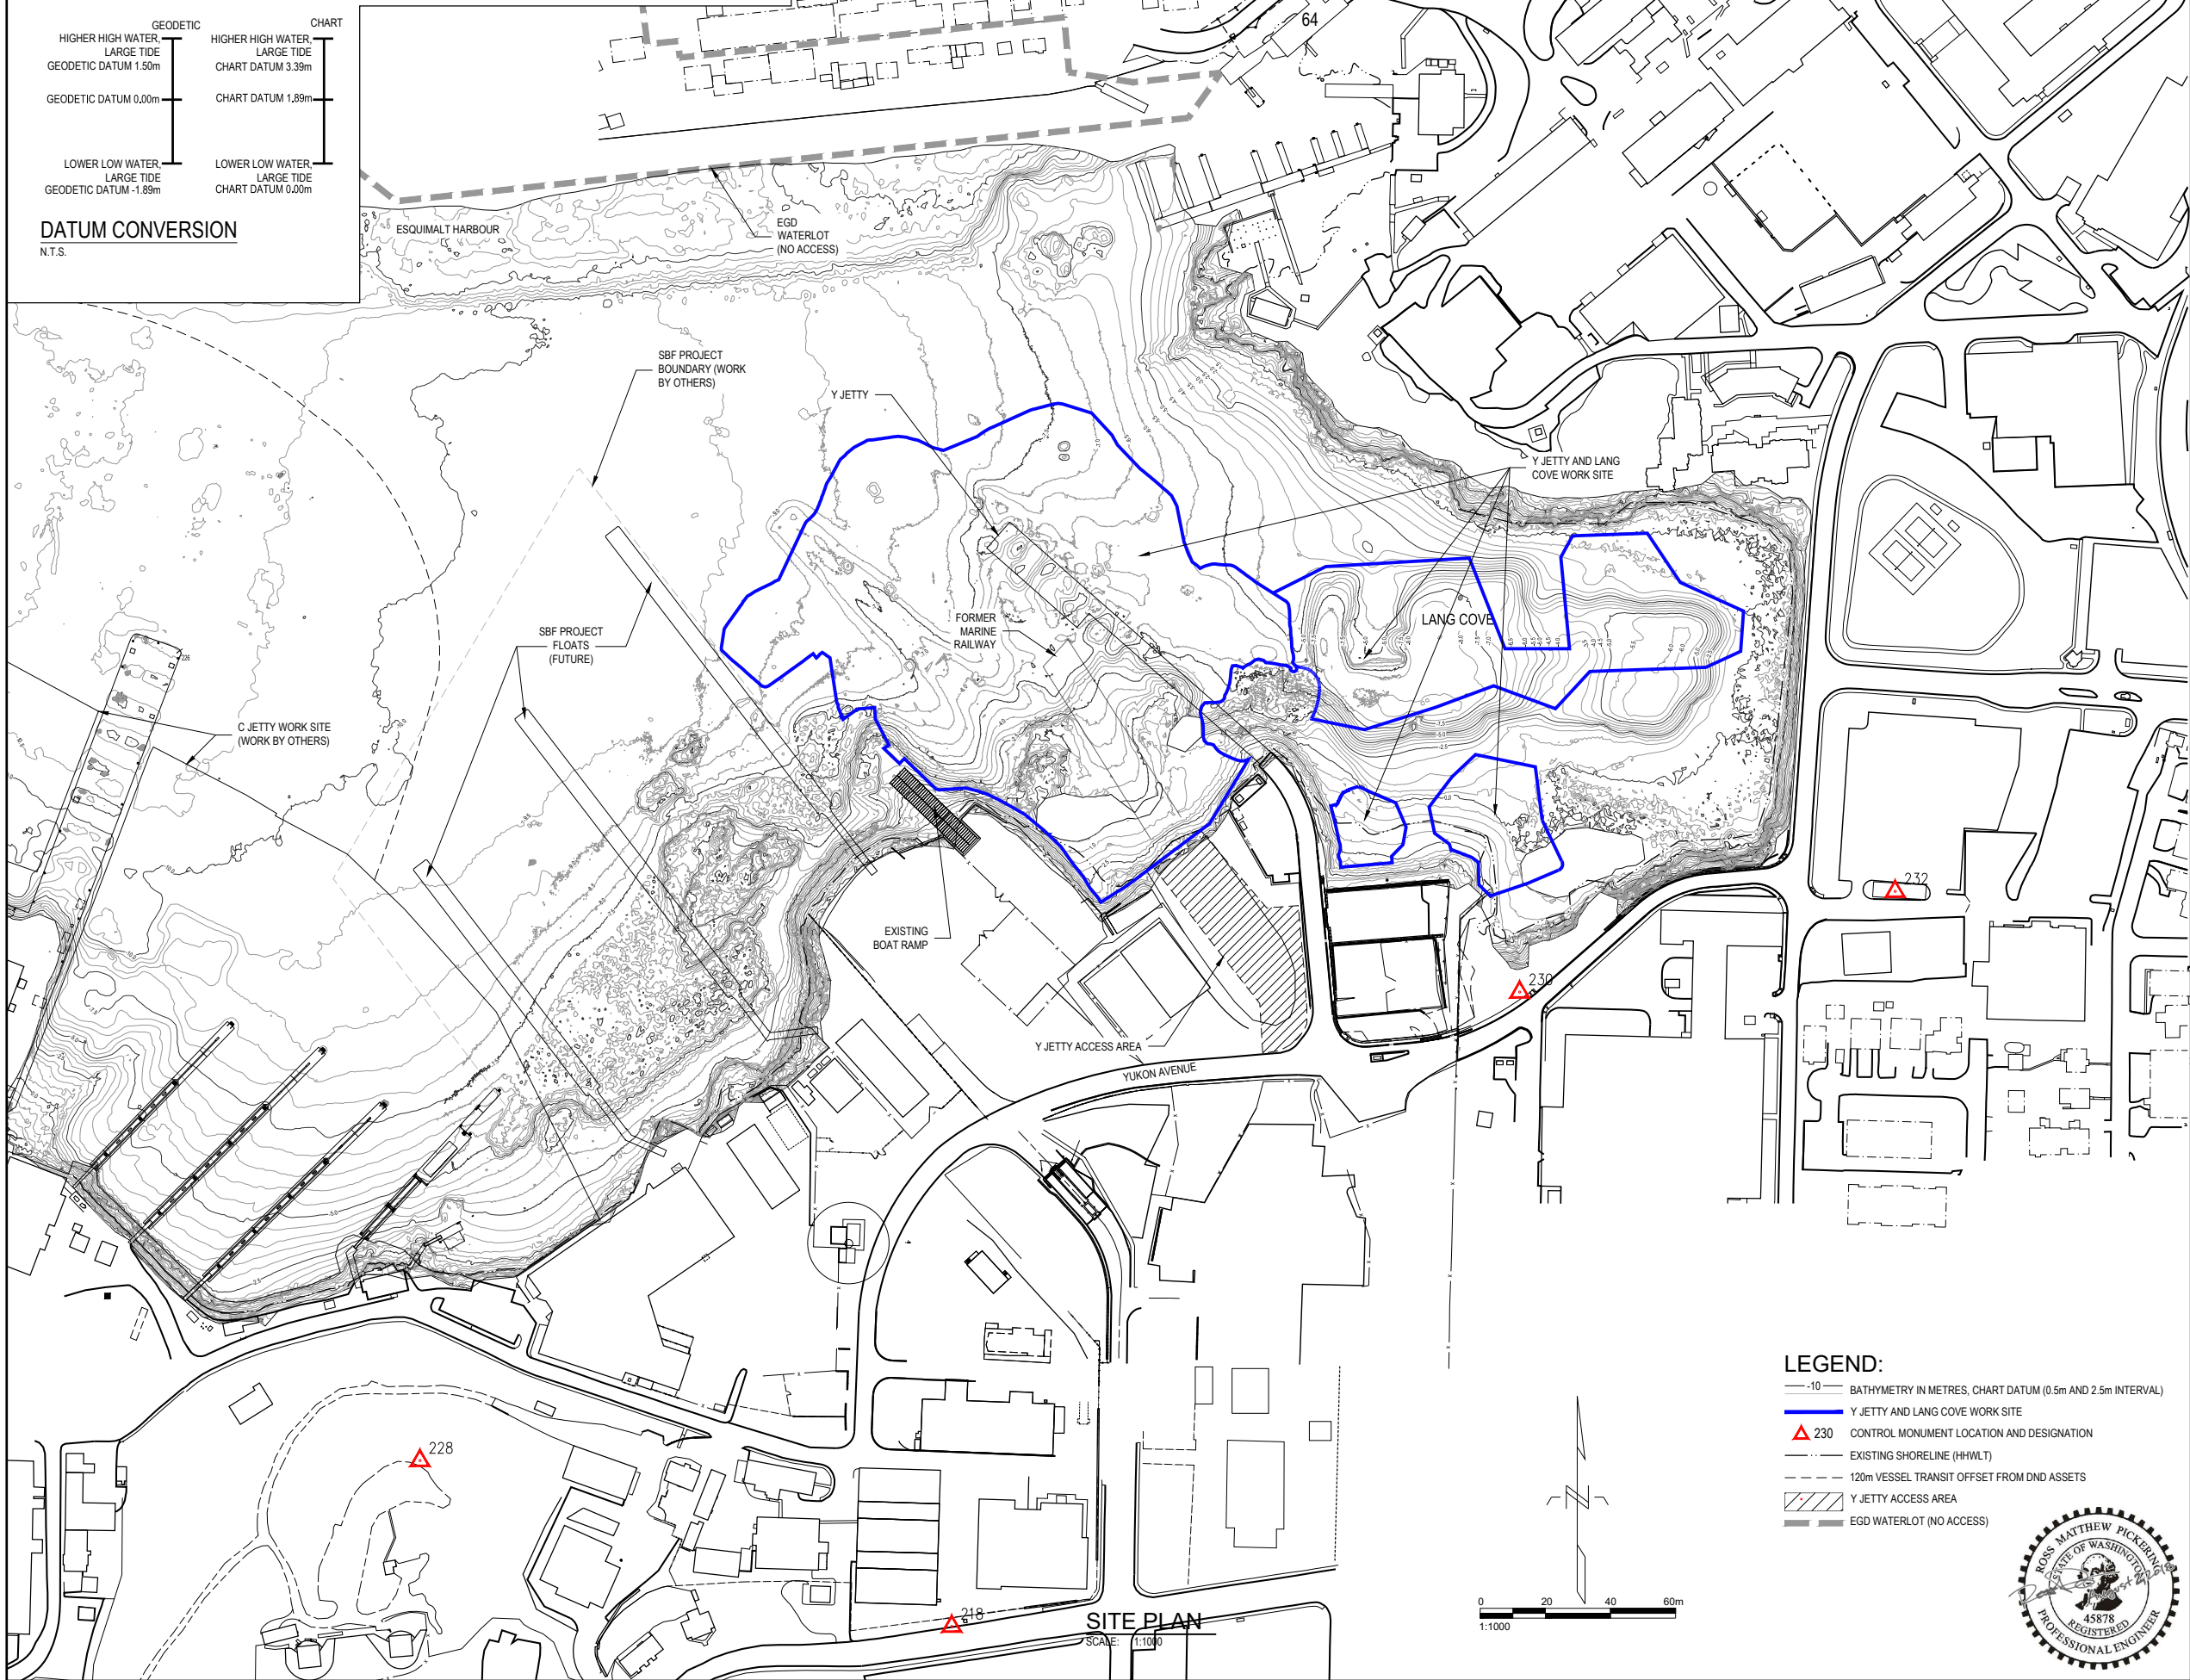 GEODETIC
CHART
HIGHER HIGH WATER,
LARGE TIDE
GEODETIC DATUM 1.50m
HIGHER HIGH WATER,
LARGE TIDE
CHART DATUM 3.39m
GEODETIC DATUM 0.00m
CHART DATUM 1.89m
LOWER LOW WATER,
LARGE TIDE
GEODETIC DATUM -1.89m
LOWER LOW WATER,
LARGE TIDE
CHART DATUM 0.00m
DATUM CONVERSION
N.T.S.
64
ESQUIMALT HARBOUR
EGD
WATERLOT
(NO ACCESS)
SBF PROJECT
BOUNDARY (WORK
BY OTHERS)
Y JETTY
Y JETTY AND LANG
COVE WORK SITE
FORMER
MARINE
RAILWAY
LANG COVE
SBF PROJECT
FLOATS
(FUTURE)
226
C JETTY WORK SITE
(WORK BY OTHERS)
EXISTING
BOAT RAMP
232
230
Y JETTY ACCESS AREA
YUKON AVENUE
228
218
SITE PLAN
SCALE: 1:1000
0 20 40 60m
1:1000
LEGEND:
-10 BATHYMETRY IN METRES, CHART DATUM (0.5m AND 2.5m INTERVAL)
Y JETTY AND LANG COVE WORK SITE
230 CONTROL MONUMENT LOCATION AND DESIGNATION
EXISTING SHORELINE (HHWLT)
120m VESSEL TRANSIT OFFSET FROM DND ASSETS
Y JETTY ACCESS AREA
EGD WATERLOT (NO ACCESS)
ROSS MATTHEW PICKERING
STATE OF WASHINGTON
45878
REGISTERED
PROFESSIONAL ENGINEER